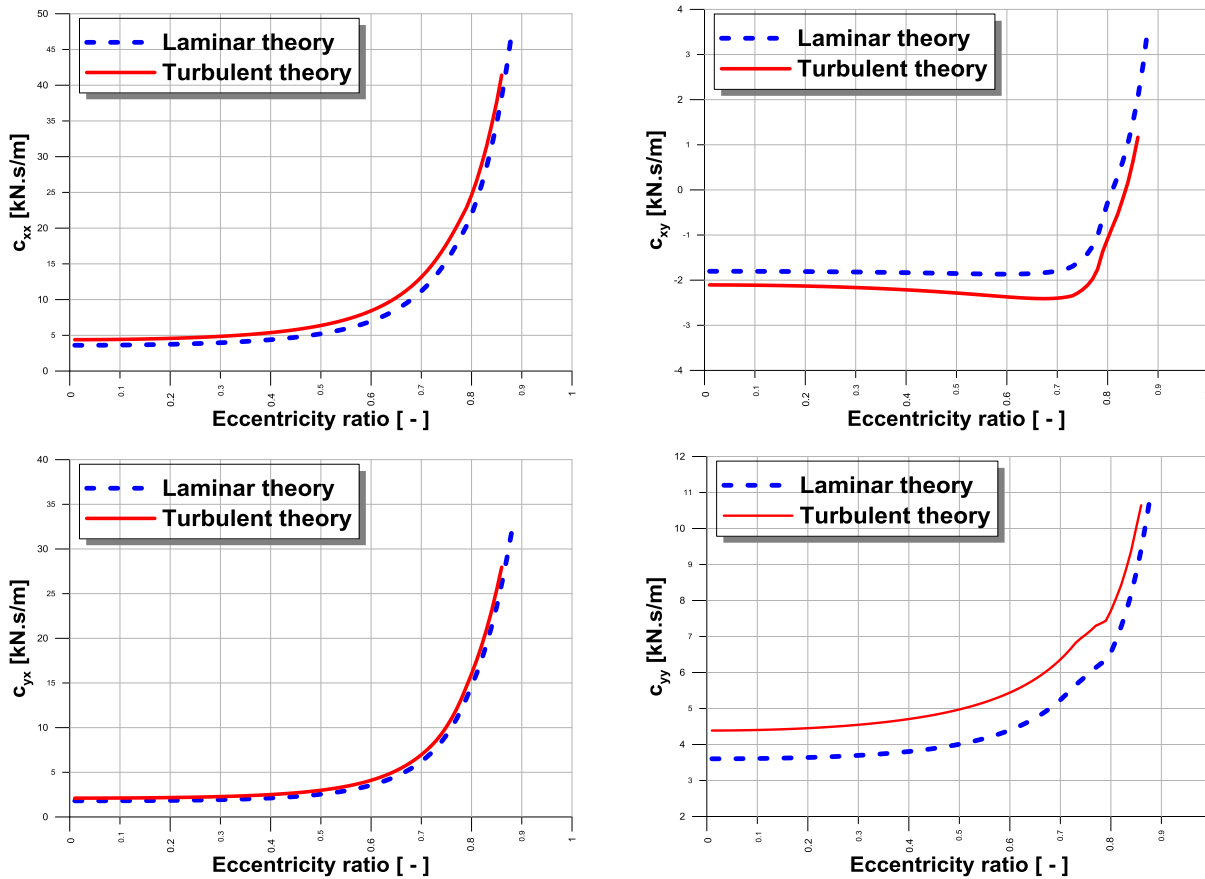 Laminar theory
Turbulent theory
50
45
40
35
30
25
20
15
10
5
0
c_xx [kN.s/m]
0 0.1 0.2 0.3 0.4 0.5 0.6 0.7 0.8 0.9 1
Eccentricity ratio [ - ]
Laminar theory
Turbulent theory
4
3
2
1
0
-1
-2
-3
-4
c_xy [kN.s/m]
0 0.1 0.2 0.3 0.4 0.5 0.6 0.7 0.8 0.9
Eccentricity ratio [ - ]
Laminar theory
Turbulent theory
40
35
30
25
20
15
10
5
0
c_yx [kN.s/m]
0 0.1 0.2 0.3 0.4 0.5 0.6 0.7 0.8 0.9 1
Eccentricity ratio [ - ]
Laminar theory
Turbulent theory
12
11
10
9
8
7
6
5
4
3
2
c_yy [kN.s/m]
0 0.1 0.2 0.3 0.4 0.5 0.6 0.7 0.8 0.9
Eccentricity ratio [ - ]